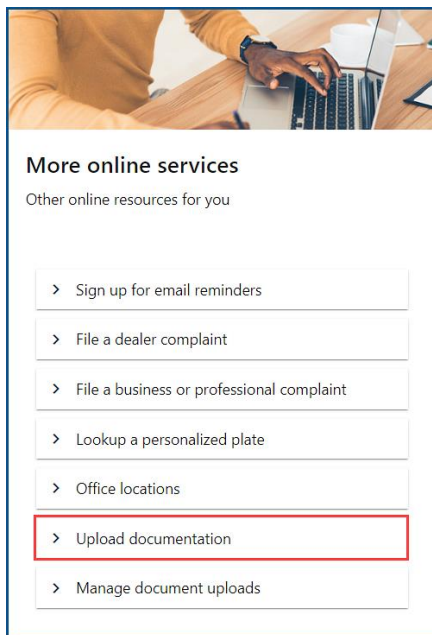 More online services
Other online resources for you
Sign up for email reminders
File a dealer complaint
File a business or professional complaint
Lookup a personalized plate
Office locations
Upload documentation
Manage document uploads